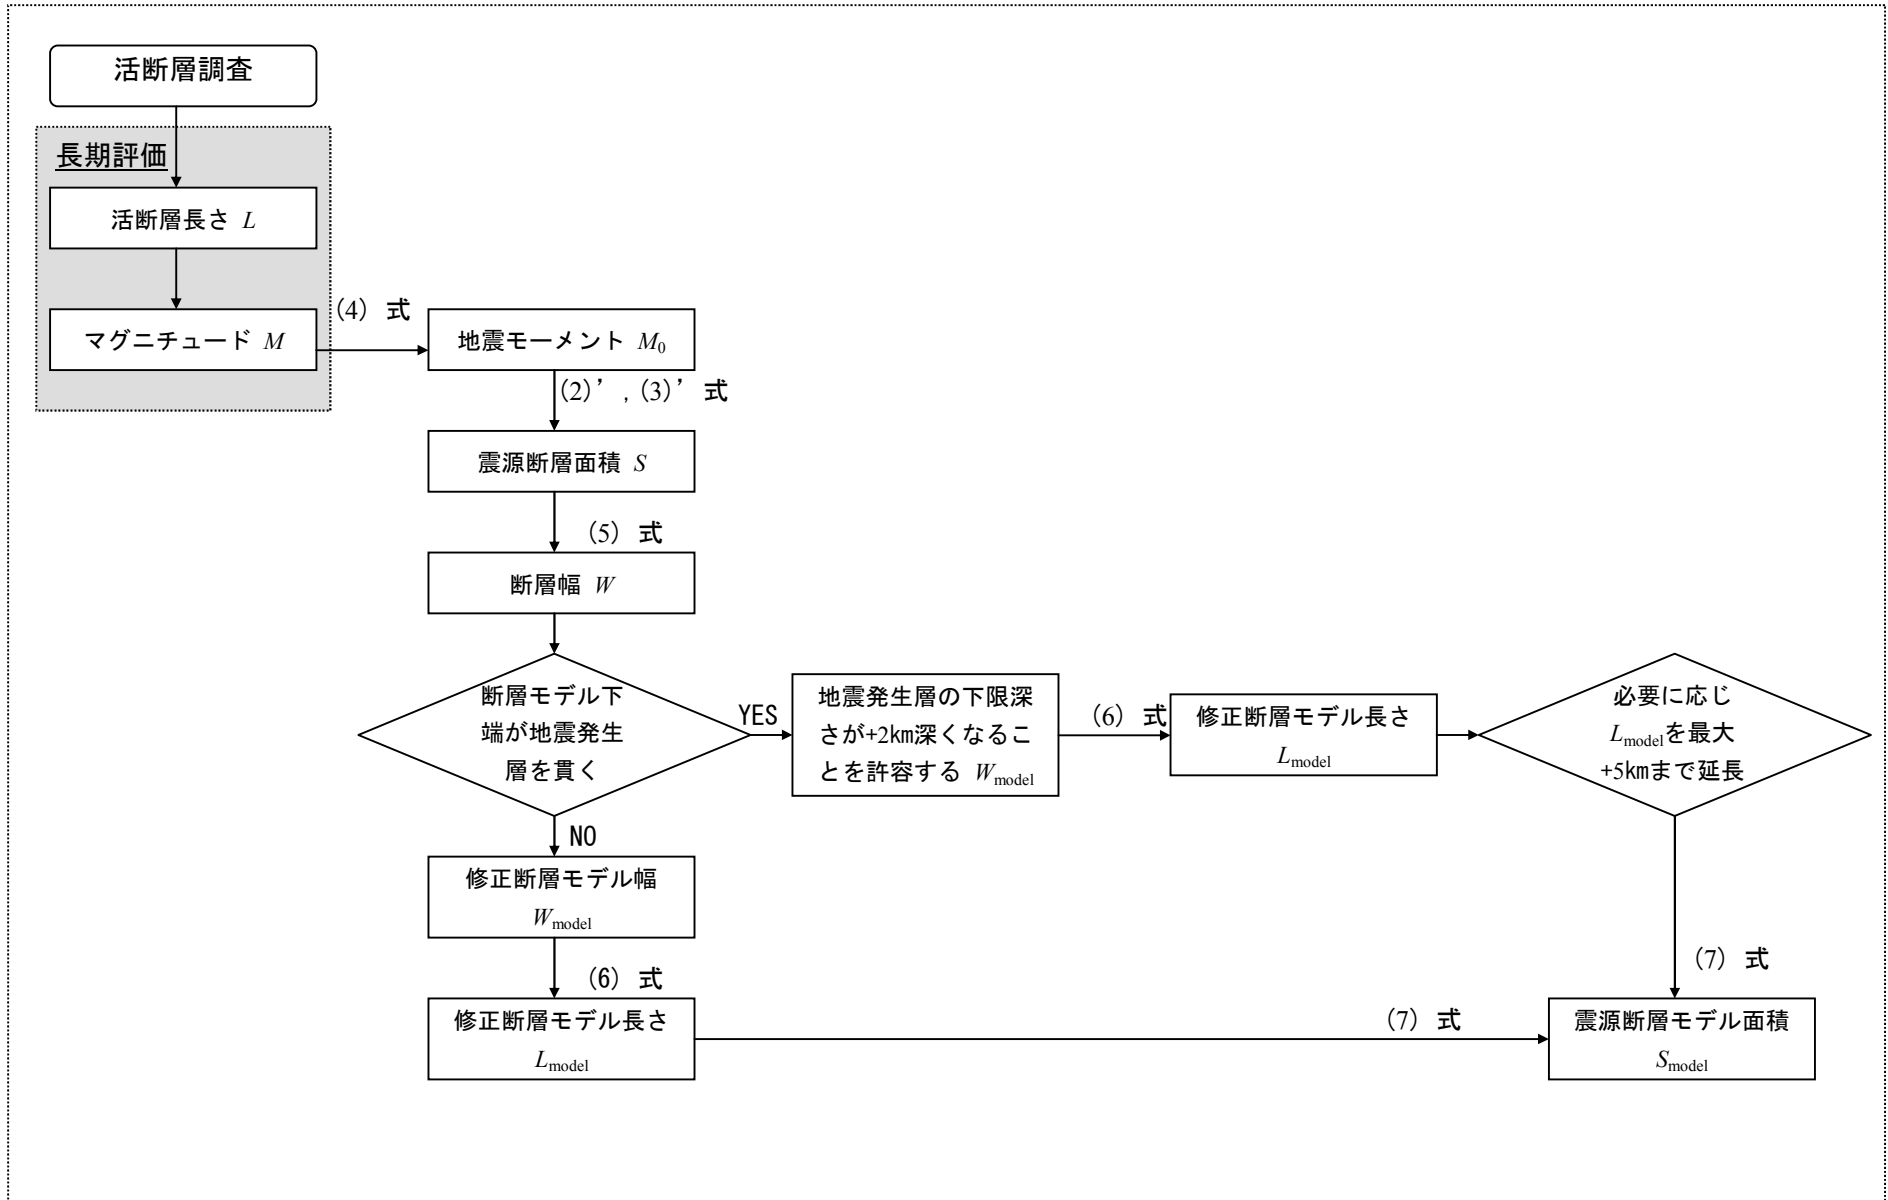 活断層調査
長期評価
活断層長さ L
マグニチュード M
(4) 式
地震モーメント M0
(2)’ , (3)’ 式
震源断層面積 S
(5) 式
断層幅 W
断層モデル下
端が地震発生
層を貫く
YES
地震発生層の下限深
さが+2km深くなるこ
とを許容する Wmodel
(6) 式
修正断層モデル長さ
Lmodel
必要に応じ
Lmodelを最大
+5kmまで延長
NO
修正断層モデル幅
Wmodel
(6) 式
修正断層モデル長さ
Lmodel
(7) 式
(7) 式
震源断層モデル面積
Smodel